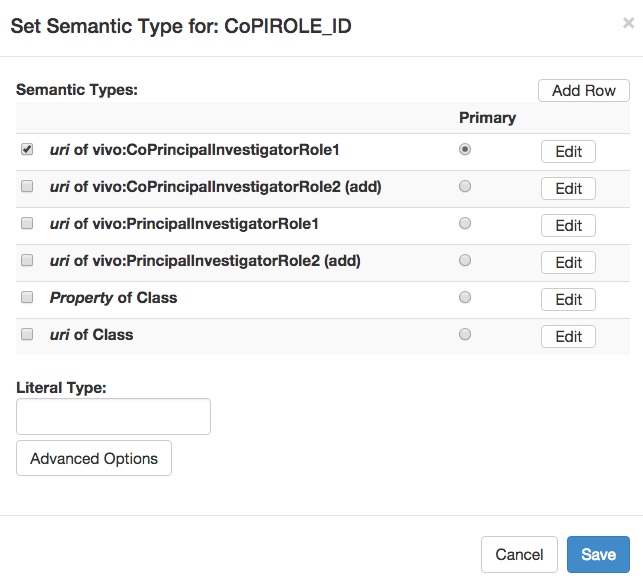 Set Semantic Type for: CoPIROLE_ID ×
Semantic Types: Add Row
Primary
uri of vivo:CoPrincipalInvestigatorRole1 Edit
uri of vivo:CoPrincipalInvestigatorRole2 (add) Edit
uri of vivo:PrincipalInvestigatorRole1 Edit
uri of vivo:PrincipalInvestigatorRole2 (add) Edit
Property of Class Edit
uri of Class Edit
Literal Type:
Advanced Options
Cancel Save